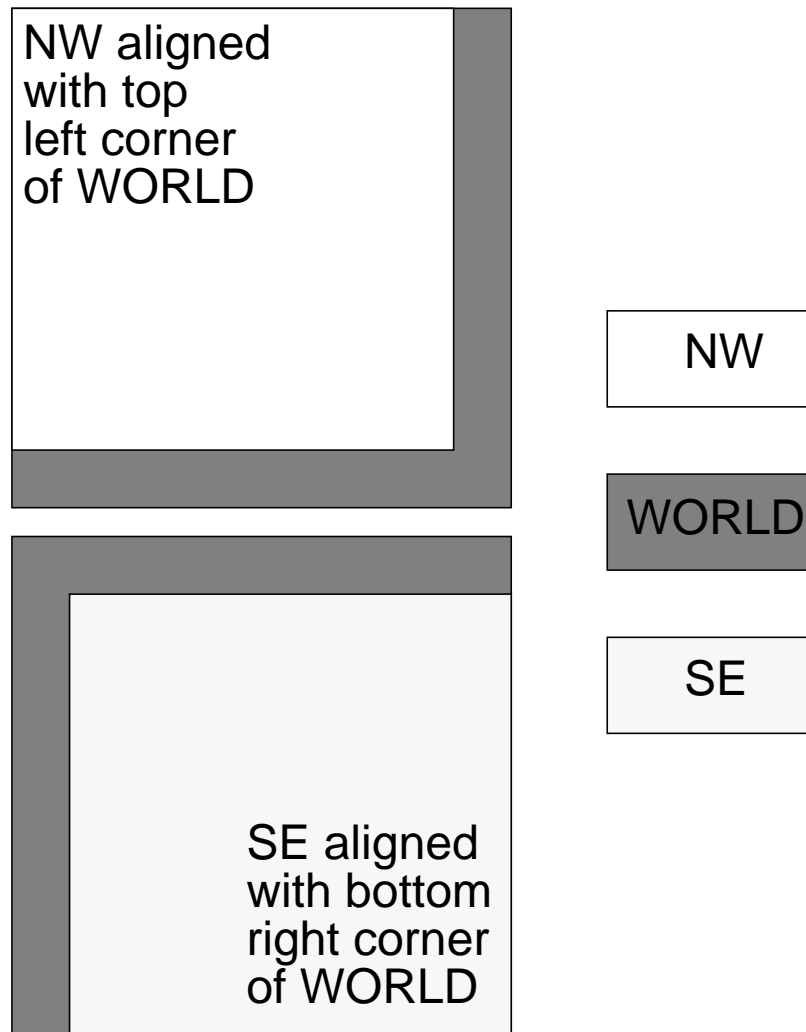 NW aligned
with top
left corner
of WORLD
NW
WORLD
SE
SE aligned
with bottom
right corner
of WORLD